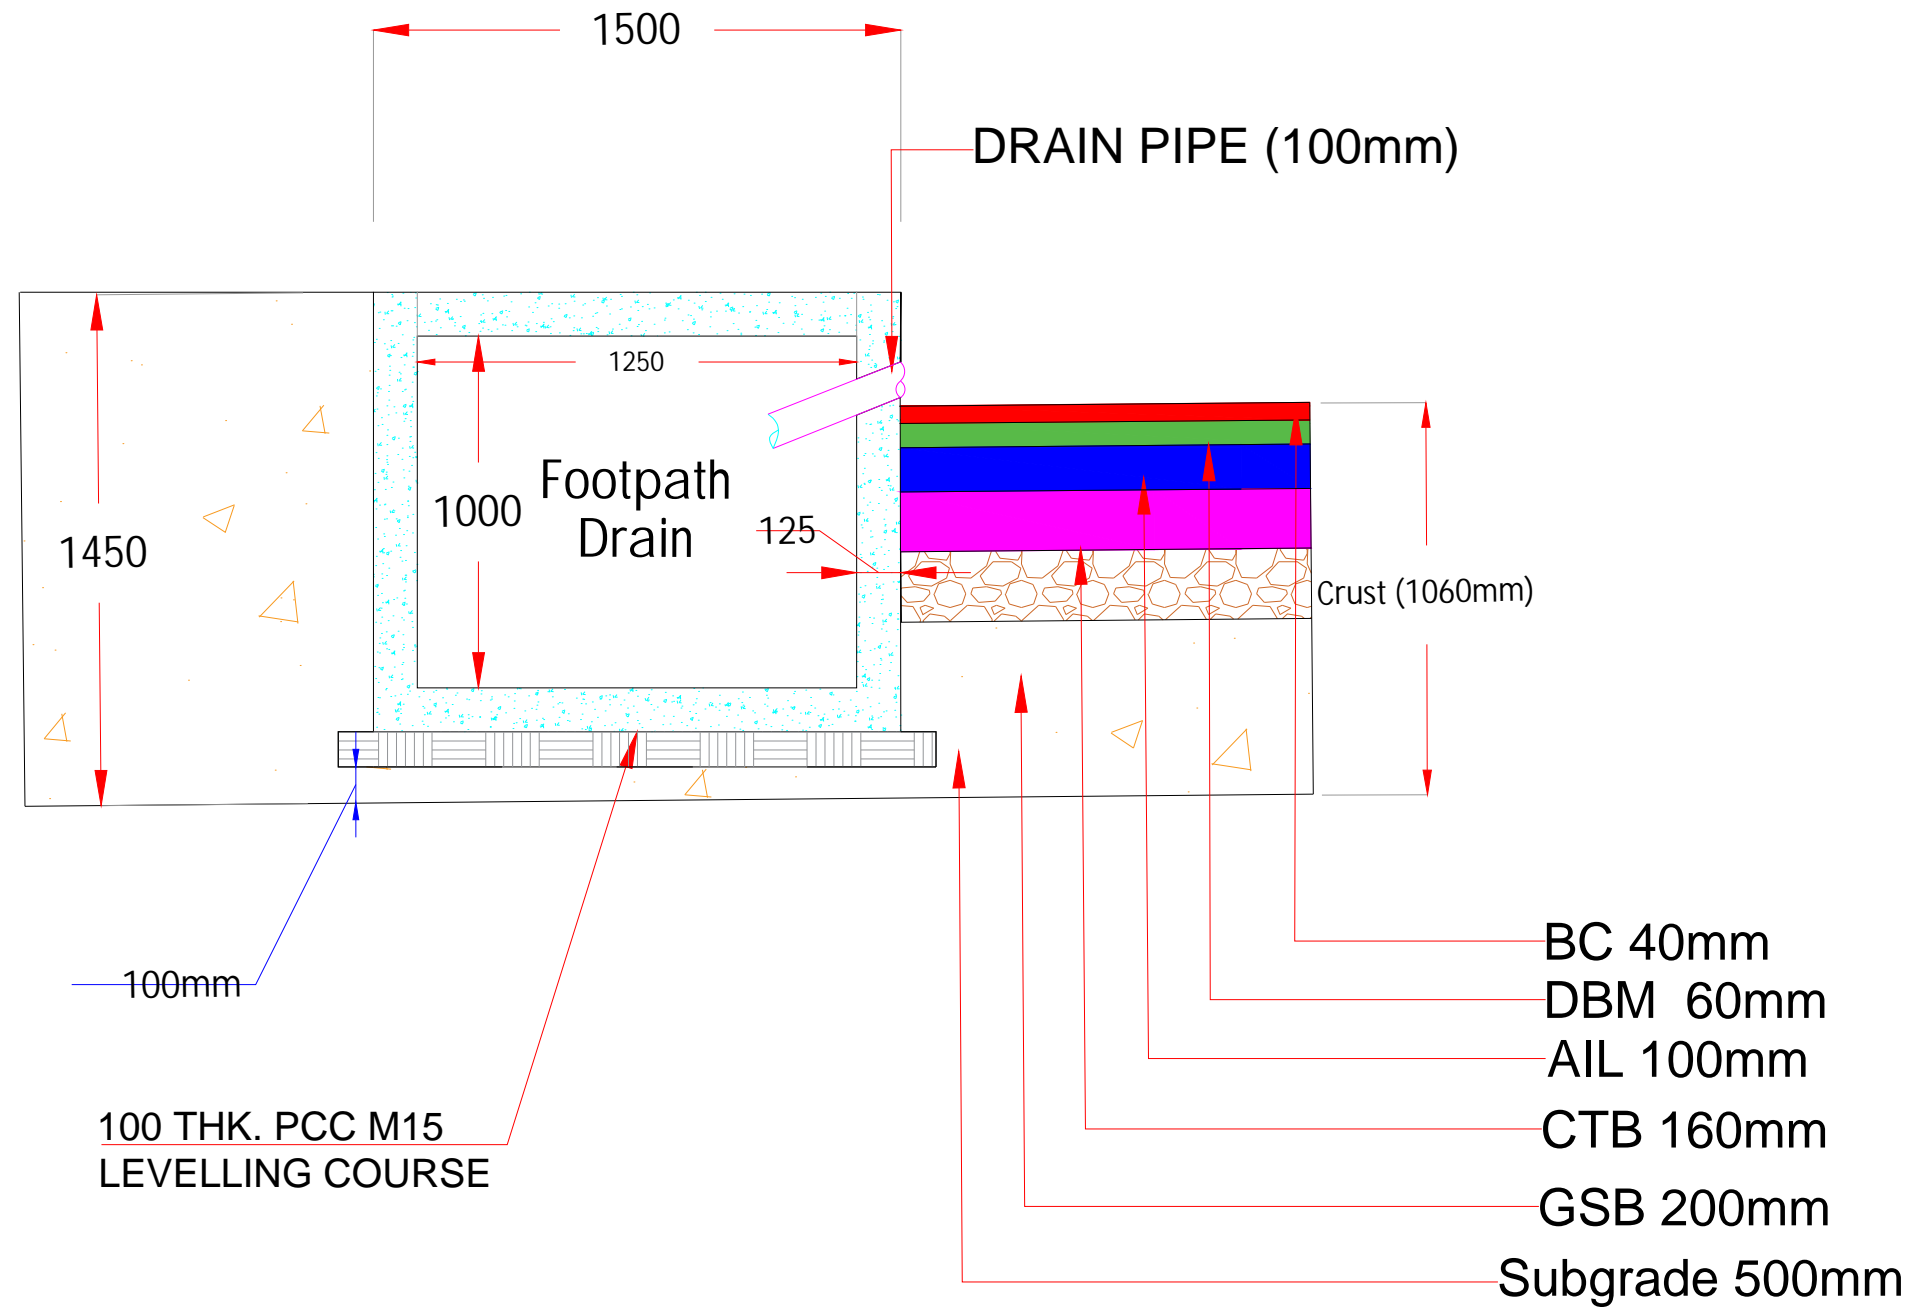 1500
DRAIN PIPE (100mm)
1250
1000
Footpath
Drain
125
1450
Crust (1060mm)
100mm
BC 40mm
DBM  60mm
AIL 100mm
CTB 160mm
GSB 200mm
Subgrade 500mm
100 THK. PCC M15
LEVELLING COURSE